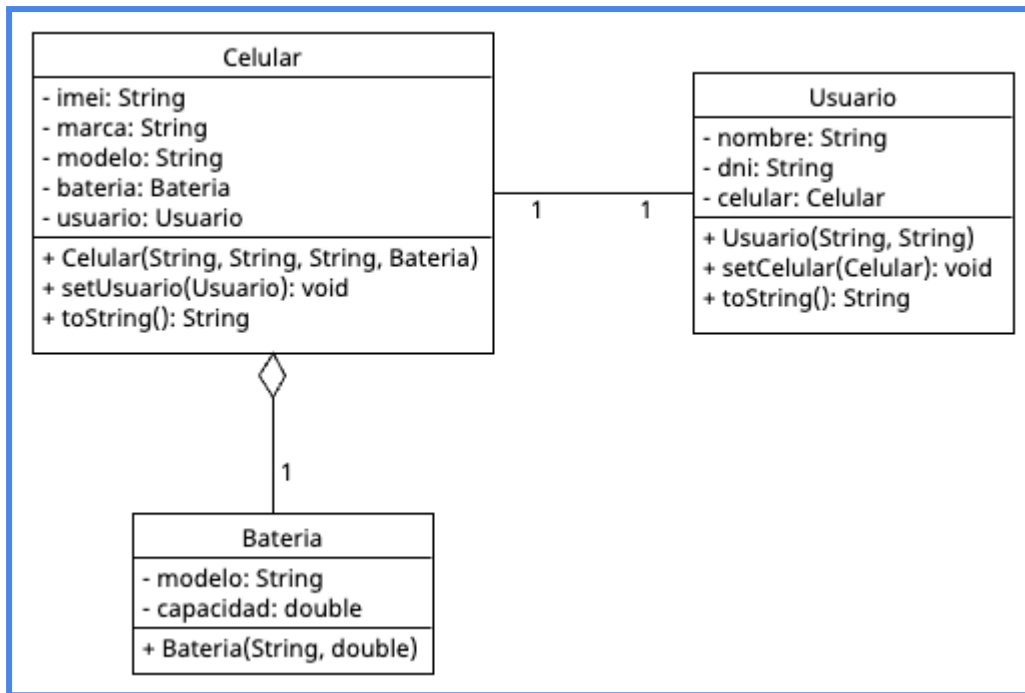 Celular
- imei: String
- marca: String
- modelo: String
- bateria: Bateria
- usuario: Usuario
+ Celular(String, String, String, Bateria)
+ setUsuario(Usuario): void
+ toString(): String
1
1
Usuario
- nombre: String
- dni: String
- celular: Celular
+ Usuario(String, String)
+ setCelular(Celular): void
+ toString(): String
1
Bateria
- modelo: String
- capacidad: double
+ Bateria(String, double)